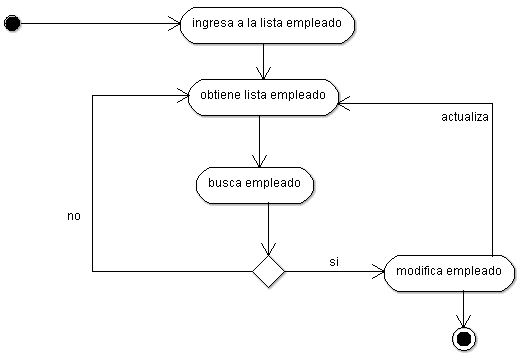 ingresa a la lista empleado
obtiene lista empleado
actualiza
busca empleado
no
si
modifica empleado